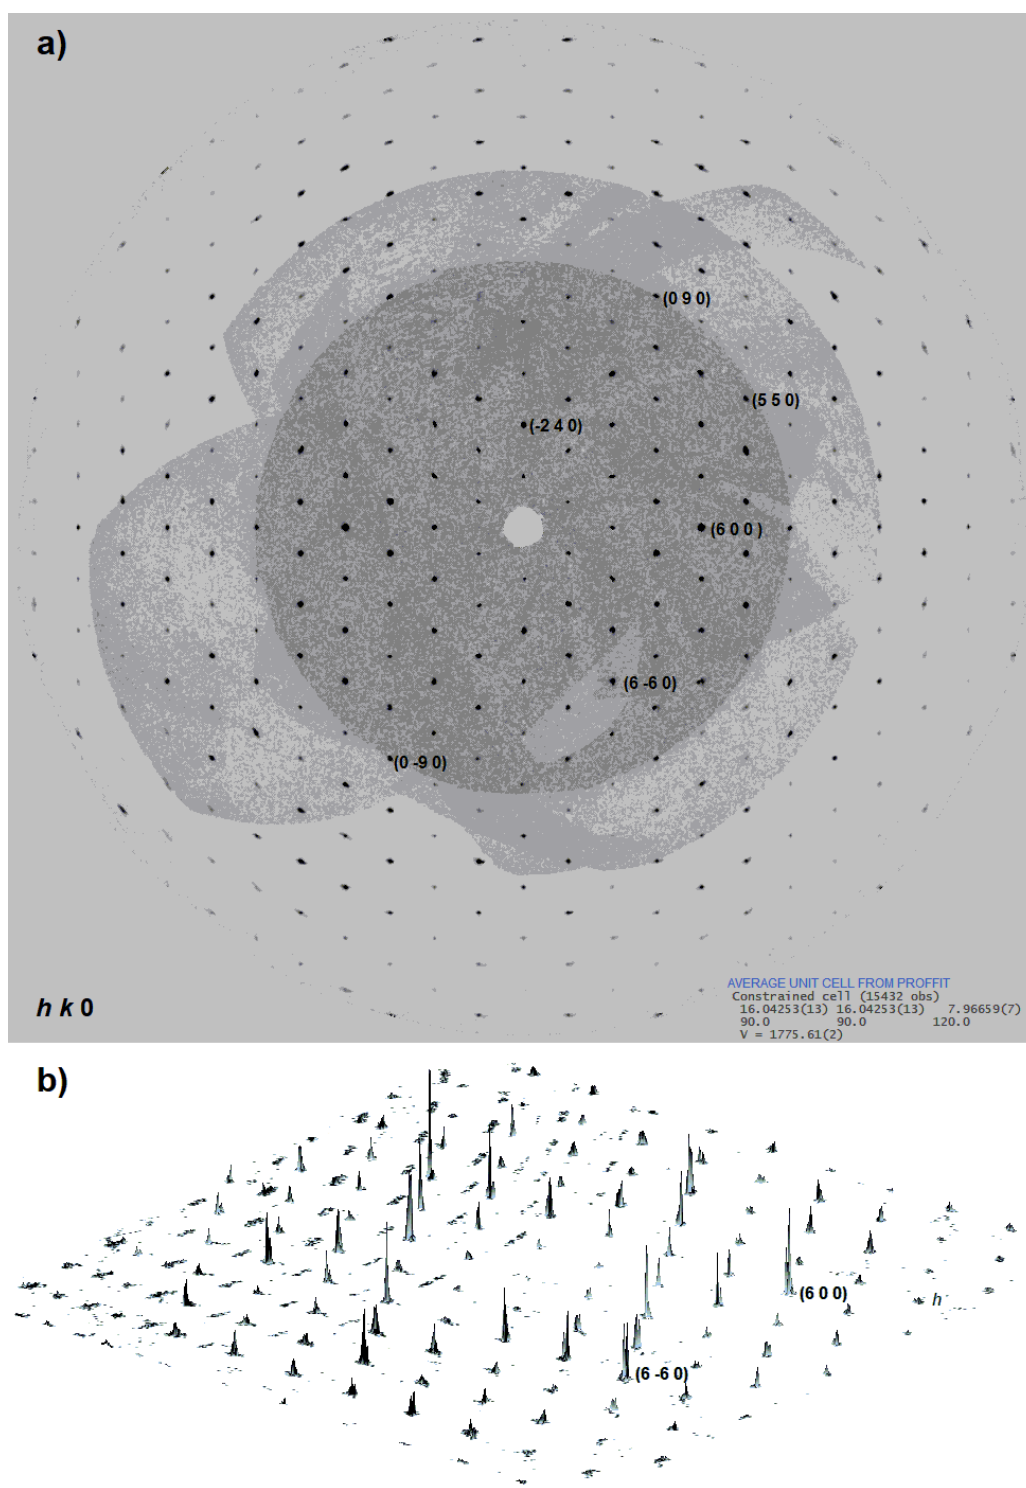 a)
(0 9 0)
(5 5 0)
(-2 4 0)
(6 0 0 )
(6 -6 0)
(0 -9 0)
h k 0
AVERAGE UNIT CELL FROM PROFFIT
Constrained cell (15432 obs)
16.04253(13) 16.04253(13) 7.96659(7)
90.0 90.0 120.0
V = 1775.61(2)
b)
(6 0 0)
h
(6 -6 0)